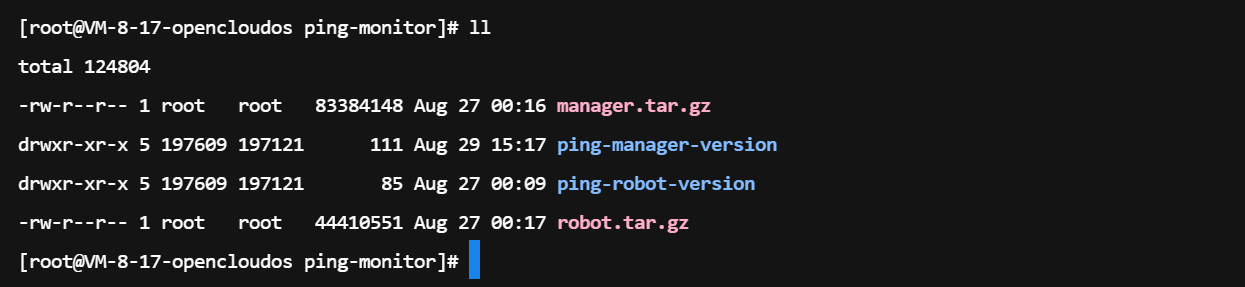 [root@VM-8-17-opencloudos ping-monitor]# ll
total 124804
-rw-r--r-- 1 root   root   83384148 Aug 27 00:16 manager.tar.gz
drwxr-xr-x 5 197609 197121      111 Aug 29 15:17 ping-manager-version
drwxr-xr-x 5 197609 197121       85 Aug 27 00:09 ping-robot-version
-rw-r--r-- 1 root   root   44410551 Aug 27 00:17 robot.tar.gz
[root@VM-8-17-opencloudos ping-monitor]#